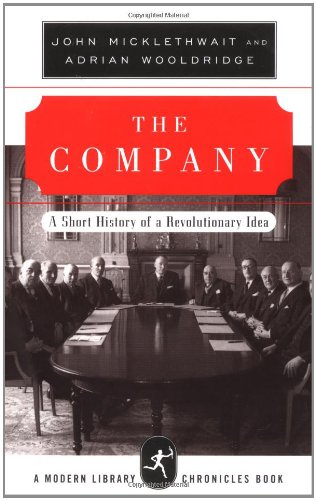 JOHN MICKLETHWAIT AND
ADRIAN WOOLDRIDGE
THE
COMPANY
A Short History of a Revolutionary Idea
A MODERN LIBRARY CHRONICLES BOOK